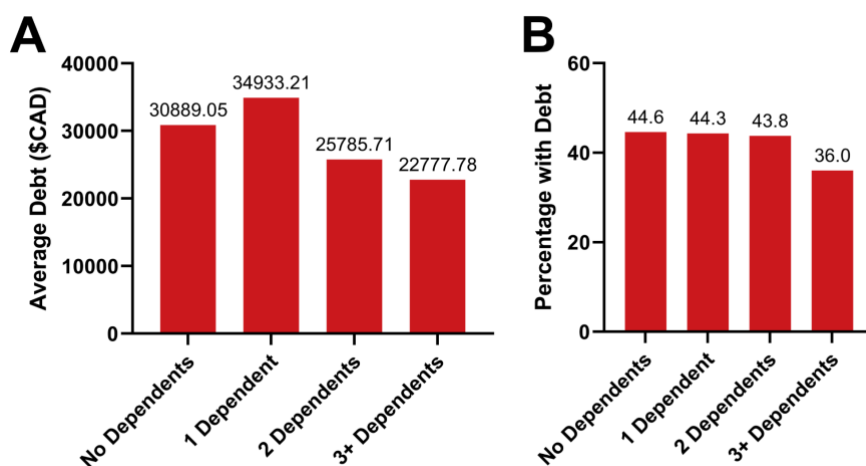 A
Average Debt ($CAD)
40000
30000
20000
10000
0
30889.05
34933.21
25785.71
22777.78
No Dependents
1 Dependent
2 Dependents
3+ Dependents
B
Percentage with Debt
60
40
20
0
44.6
44.3
43.8
36.0
No Dependents
1 Dependent
2 Dependents
3+ Dependents